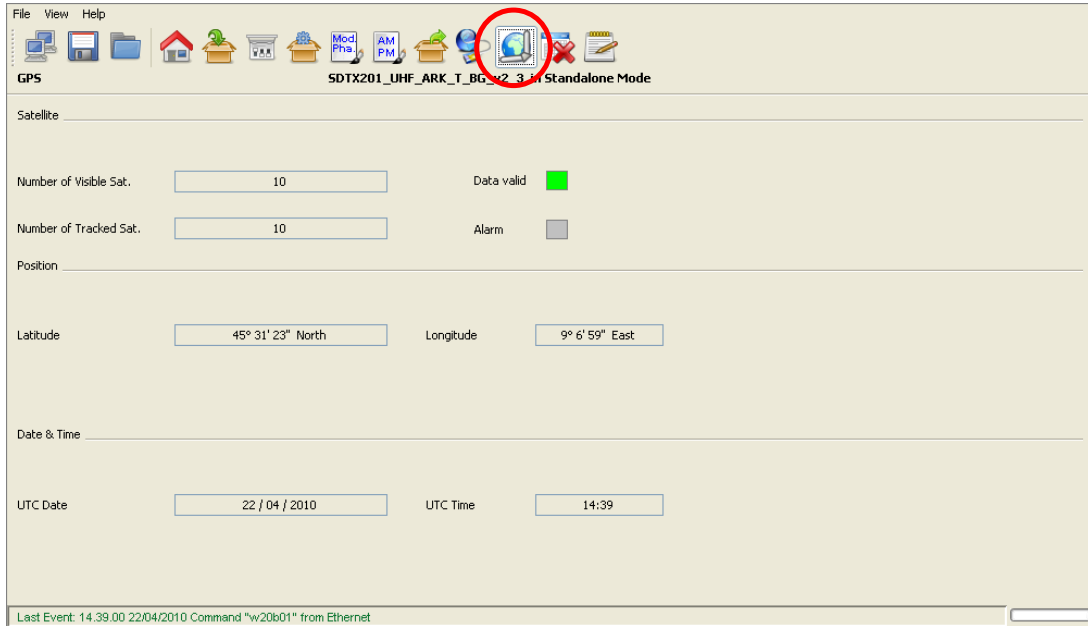 File View Help
Mod. Pha.
AM PM
GPS
SDTX201_UHF_ARK_T_BG_v2_3 in Standalone Mode
Satellite
Number of Visible Sat. 10 Data valid
Number of Tracked Sat. 10 Alarm
Position
Latitude 45° 31' 23" North Longitude 9° 6' 59" East
Date & Time
UTC Date 22 / 04 / 2010 UTC Time 14:39
Last Event: 14.39.00 22/04/2010 Command "w20b01" from Ethernet